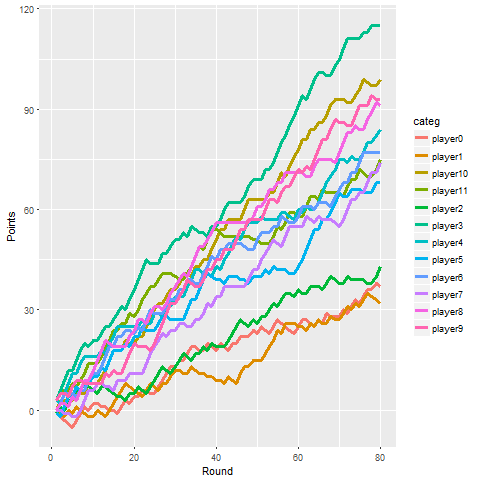 120
90
60
30
0
Points
0
20
40
60
80
Round
categ
player0
player1
player10
player11
player2
player3
player4
player5
player6
player7
player8
player9